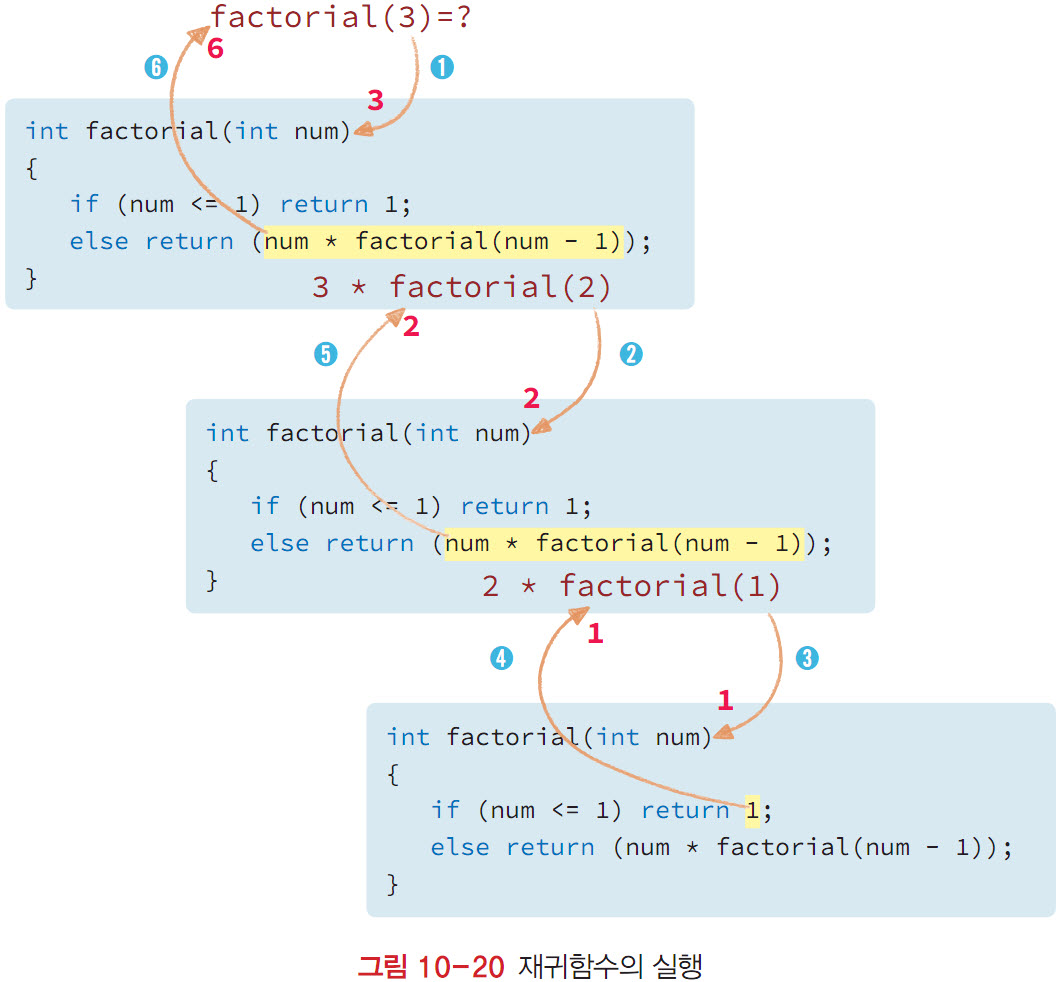 factorial(3)=?
6
❻
❶
3
int factorial(int num)
{
if (num <= 1) return 1;
else return (num * factorial(num - 1));
}
3 * factorial(2)
2
❺
❷
2
int factorial(int num)
{
if (num <= 1) return 1;
else return (num * factorial(num - 1));
}
2 * factorial(1)
1
❹
❸
1
int factorial(int num)
{
if (num <= 1) return 1;
else return (num * factorial(num - 1));
}
그림 10-20 재귀함수의 실행